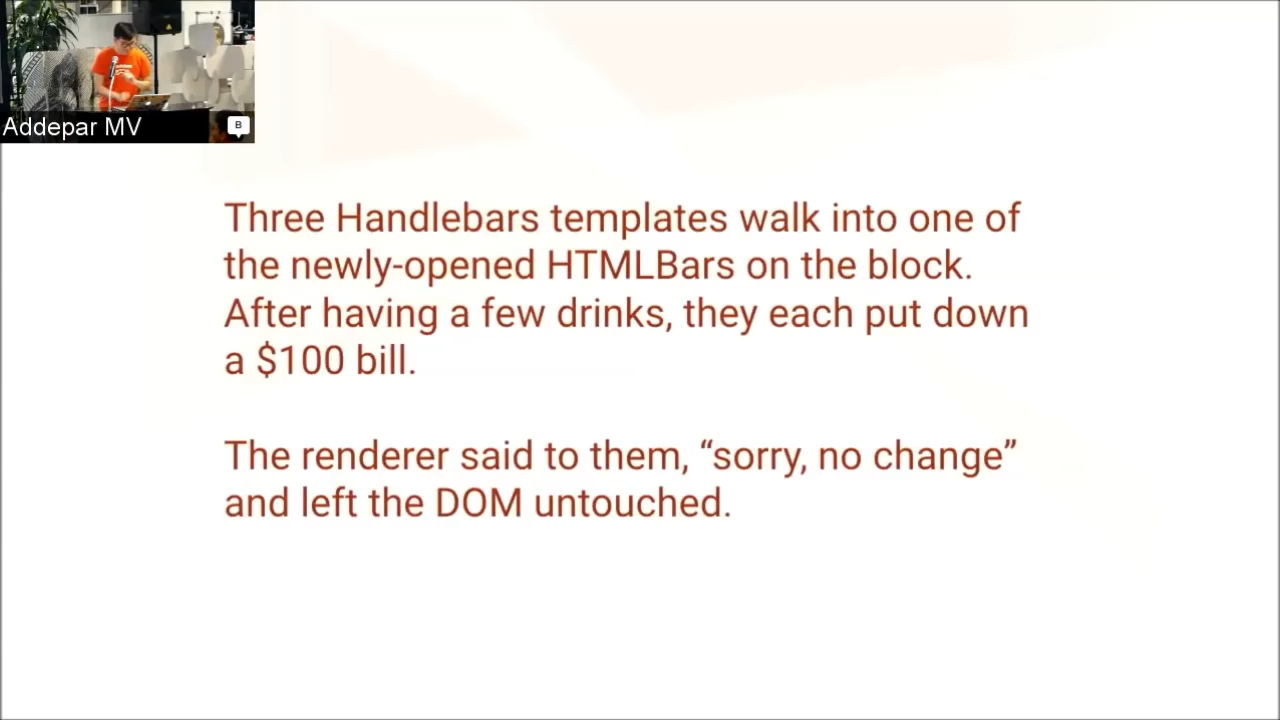 Addepar MV
B
Three Handlebars templates walk into one of
the newly-opened HTMLBars on the block.
After having a few drinks, they each put down
a $100 bill.
The renderer said to them, “sorry, no change”
and left the DOM untouched.